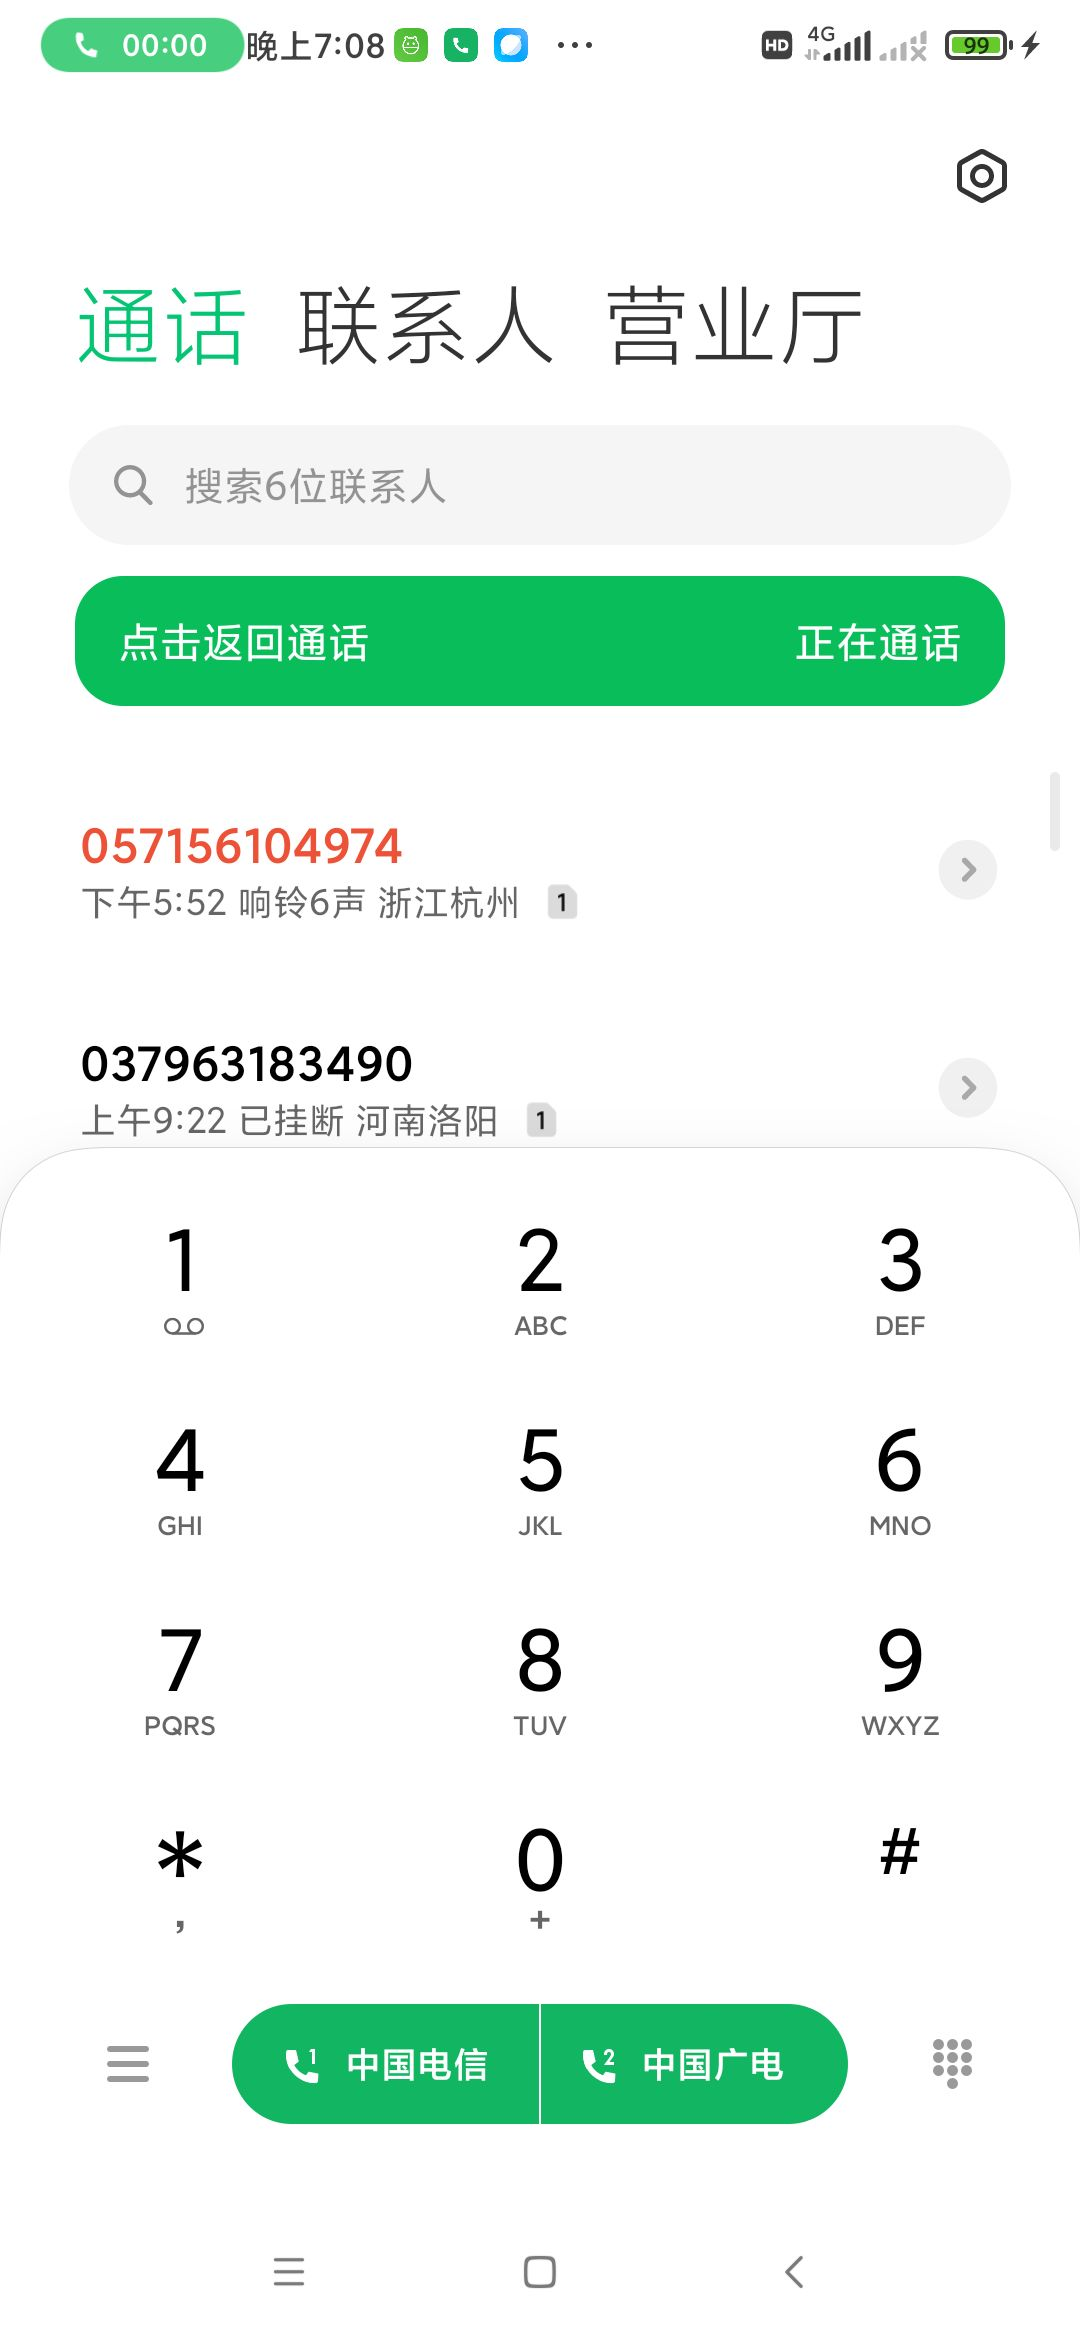 00:00 晚上7:08 HD 4G 99
通话 联系人 营业厅
搜索6位联系人
点击返回通话 正在通话
057156104974
下午5:52 响铃6声 浙江杭州 1
037963183490
上午9:22 已挂断 河南洛阳 1
1 2 3
ABC DEF
4 5 6
GHI JKL MNO
7 8 9
PQRS TUV WXYZ
* 0 #
, +
1 中国电信 2 中国广电